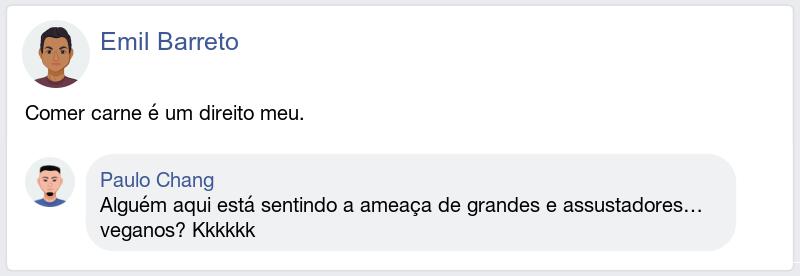 Emil Barreto
Comer carne é um direito meu.
Paulo Chang
Alguém aqui está sentindo a ameaça de grandes e assustadores…
veganos? Kkkkkk